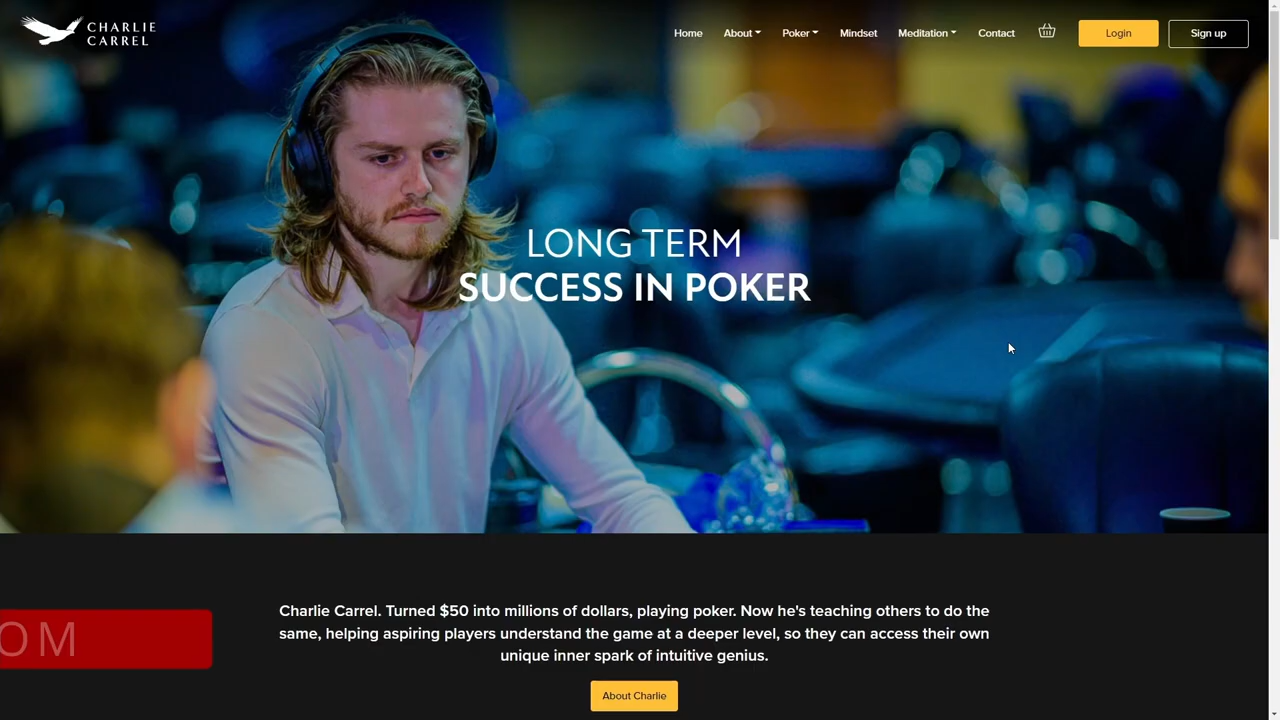 CHARLIE
CARREL
Home About Poker Mindset Meditation Contact Login Sign up
LONG TERM
SUCCESS IN POKER
Charlie Carrel. Turned $50 into millions of dollars, playing poker. Now he's teaching others to do the
same, helping aspiring players understand the game at a deeper level, so they can access their own
unique inner spark of intuitive genius.
OM
About Charlie